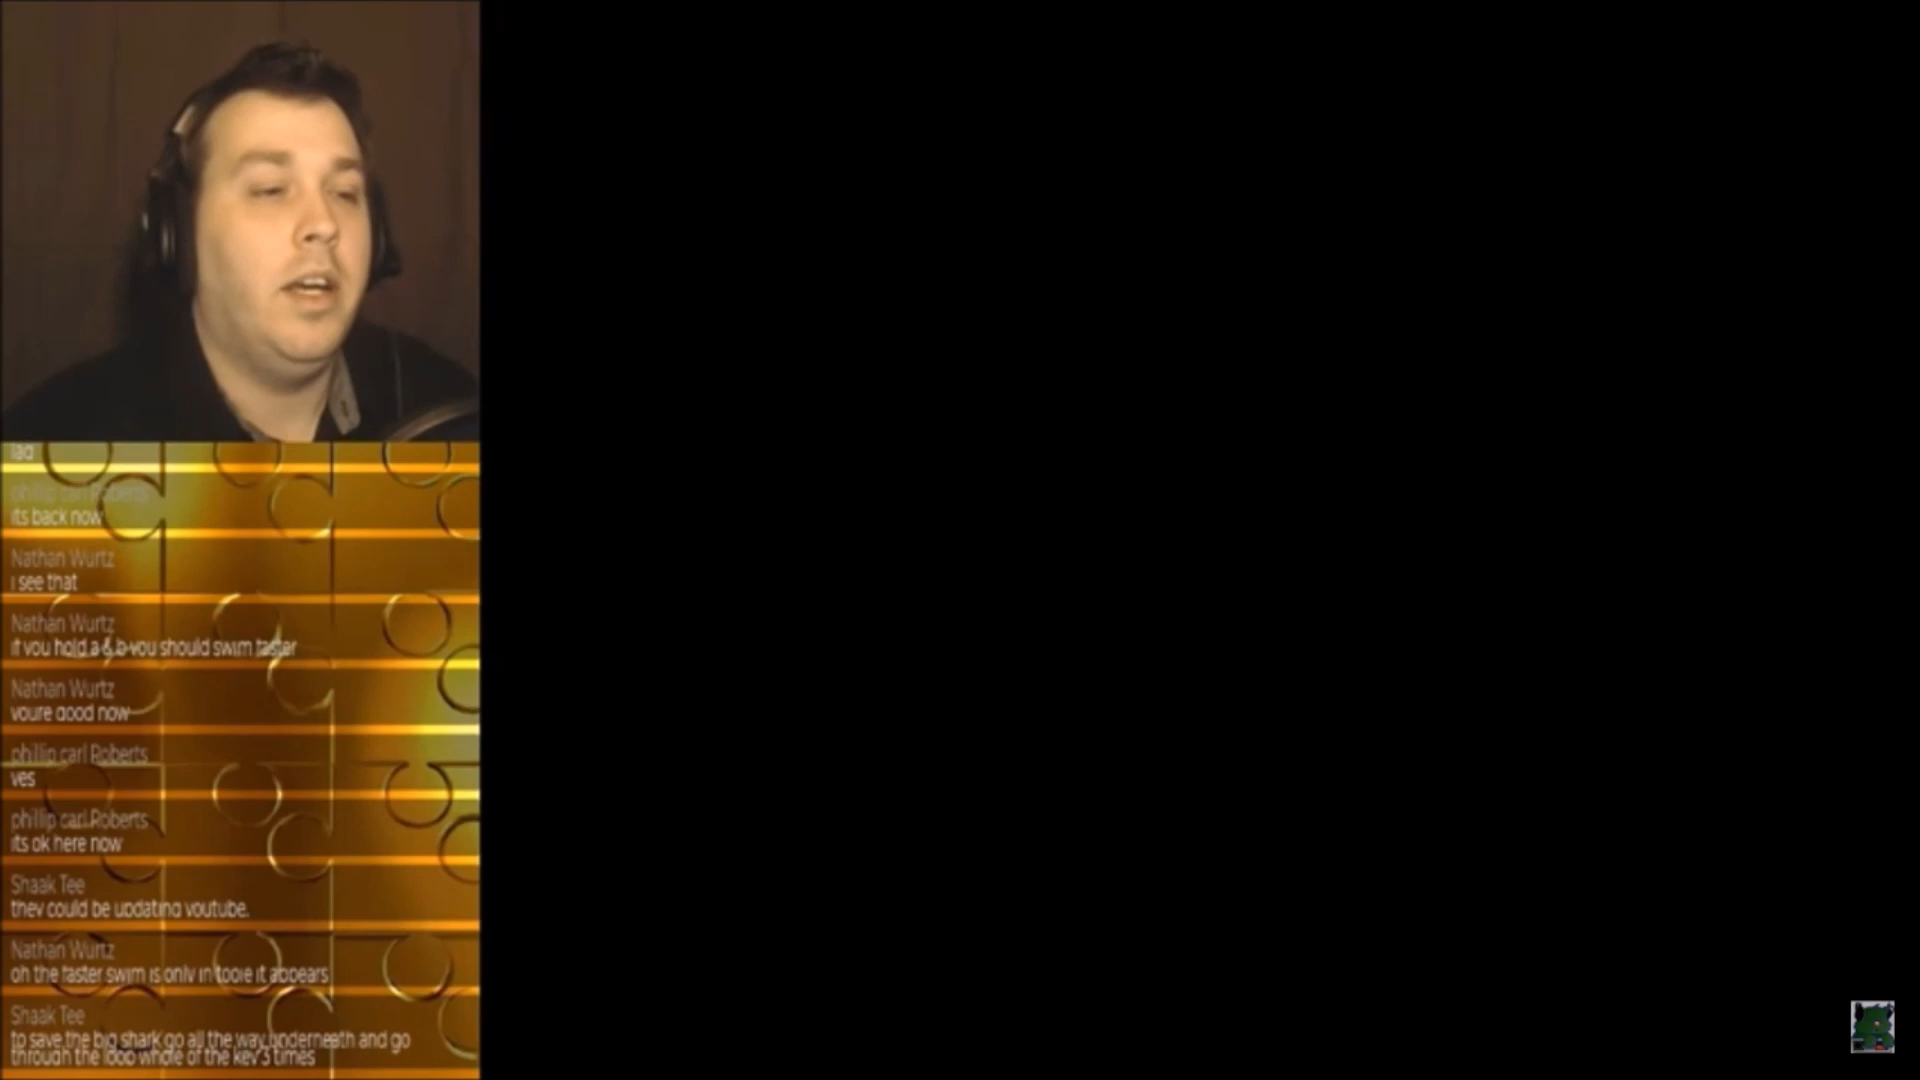 lag
phillip carl Roberts
its back now
Nathan Wurtz
i see that
Nathan Wurtz
if you hold a & b you should swim faster
Nathan Wurtz
youre good now
phillip carl Roberts
yes
phillip carl Roberts
its ok here now
Shaak Tee
they could be updating youtube.
Nathan Wurtz
oh the faster swim is only in tooie it appears
Shaak Tee
to save the big shark go all the way underneath and go
through the loop whole of the key 3 times